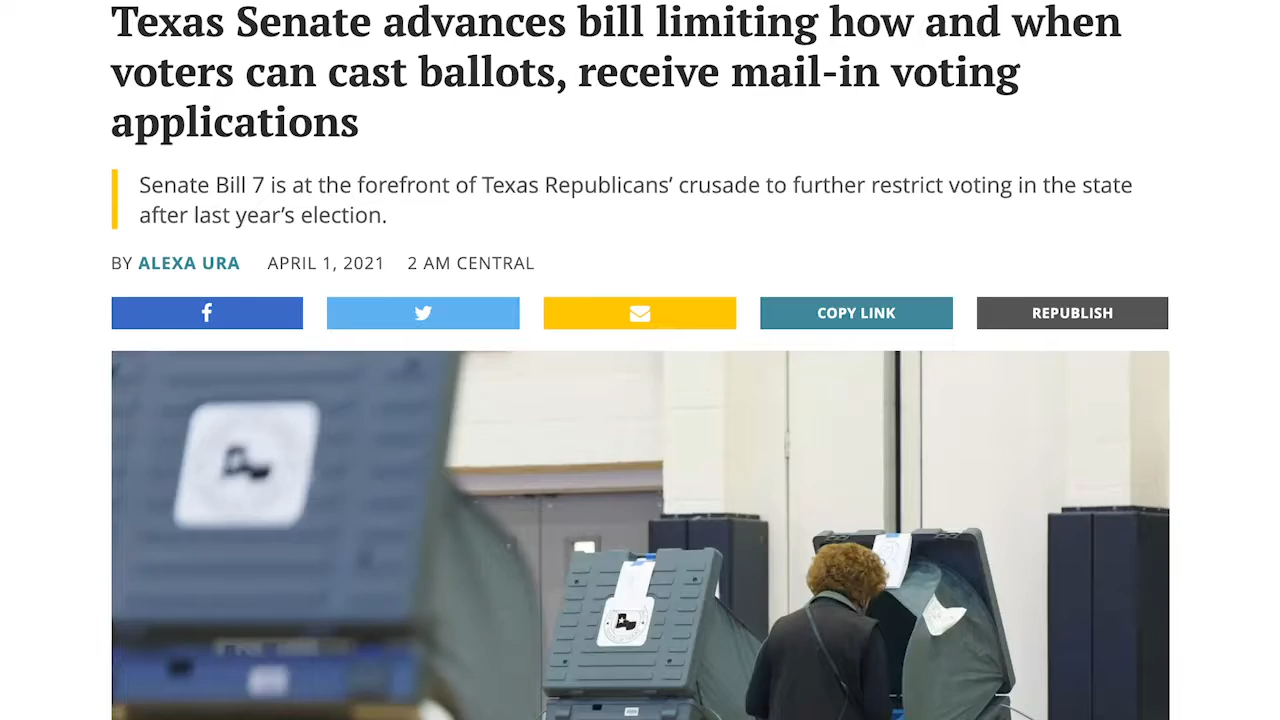 Texas Senate advances bill limiting how and when
voters can cast ballots, receive mail-in voting
applications
Senate Bill 7 is at the forefront of Texas Republicans’ crusade to further restrict voting in the state
after last year’s election.
BY ALEXA URA APRIL 1, 2021 2 AM CENTRAL
COPY LINK REPUBLISH